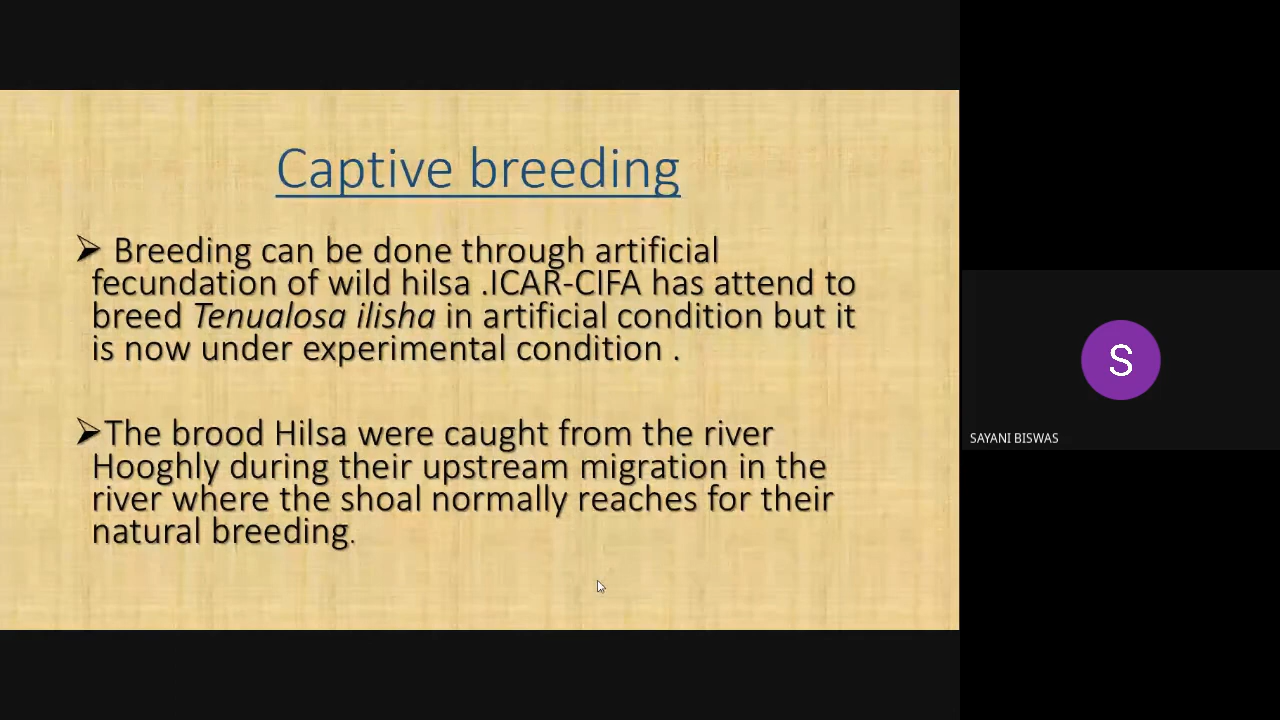 Captive breeding
➢ Breeding can be done through artificial
fecundation of wild hilsa .ICAR-CIFA has attend to
breed Tenualosa ilisha in artificial condition but it
is now under experimental condition .
➢The brood Hilsa were caught from the river
Hooghly during their upstream migration in the
river where the shoal normally reaches for their
natural breeding.
S
SAYANI BISWAS